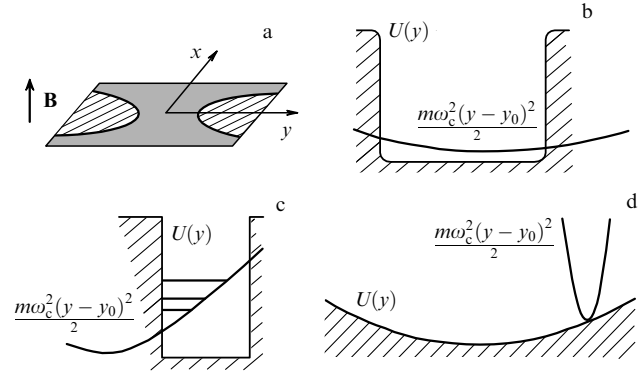 a
x
B
y
b
U(y)
mω_c^2(y − y_0)^2
2
c
U(y)
mω_c^2(y − y_0)^2
2
d
mω_c^2(y − y_0)^2
2
U(y)